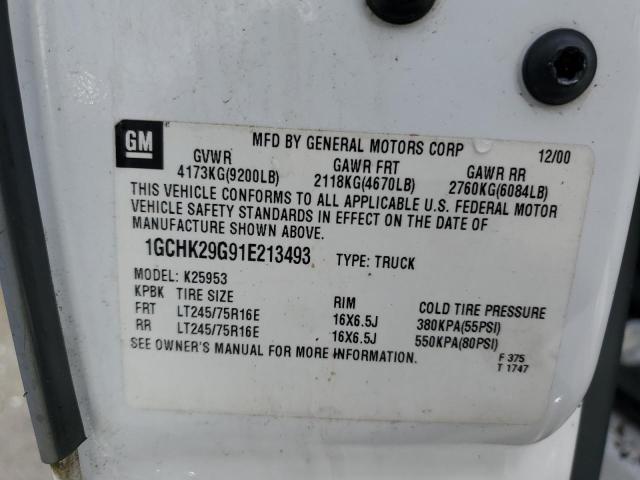 GM
MFD BY GENERAL MOTORS CORP 12/00
GVWR GAWR FRT GAWR RR
4173KG(9200LB) 2118KG(4670LB) 2760KG(6084LB)
THIS VEHICLE CONFORMS TO ALL APPLICABLE U.S. FEDERAL MOTOR
VEHICLE SAFETY STANDARDS IN EFFECT ON THE DATE OF
MANUFACTURE SHOWN ABOVE.
1GCHK29G91E213493 TYPE: TRUCK
MODEL: K25953
KPBK TIRE SIZE RIM COLD TIRE PRESSURE
FRT LT245/75R16E 16X6.5J 380KPA(55PSI)
RR LT245/75R16E 16X6.5J 550KPA(80PSI)
SEE OWNER'S MANUAL FOR MORE INFORMATION.
F 375
T 1747